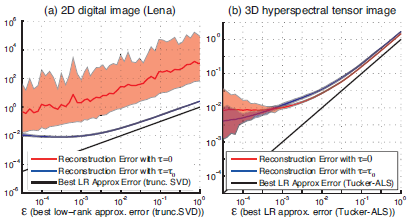 (a) 2D digital image (Lena)
10^6
10^4
10^2
10^0
10^-2
10^-4
10^-6
Reconstruction Error with τ=0
Reconstruction Error with τ=τ0
Best LR Approx Error (trunc. SVD)
10^-4 10^-3 10^-2 10^-1 10^0
ε (best low–rank approx. error (trunc.SVD))
(b) 3D hyperspectral tensor image
10^0
10^-1
10^-2
10^-3
10^-4
Reconstruction Error with τ=0
Reconstruction Error with τ=τ0
Best LR Approx Error (Tucker-ALS)
10^-4 10^-3 10^-2 10^-1 10^0
ε (best LR approx. error (Tucker-ALS))